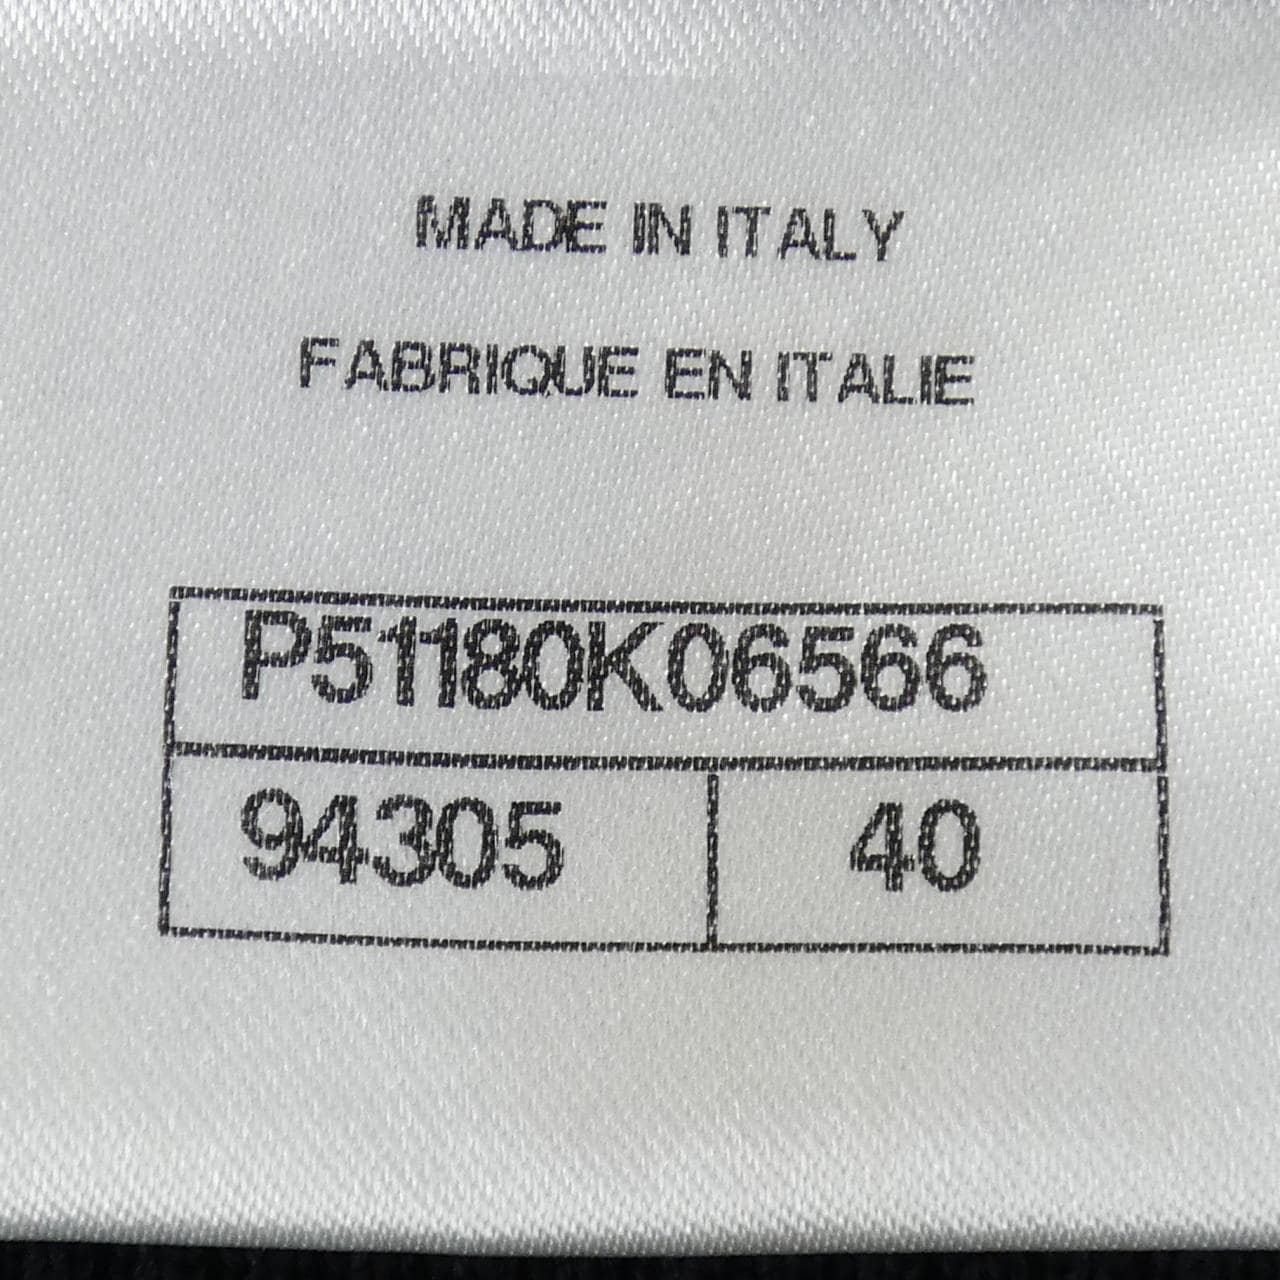 MADE IN ITALY
FABRIQUE EN ITALIE
P51180K06566
94305 40